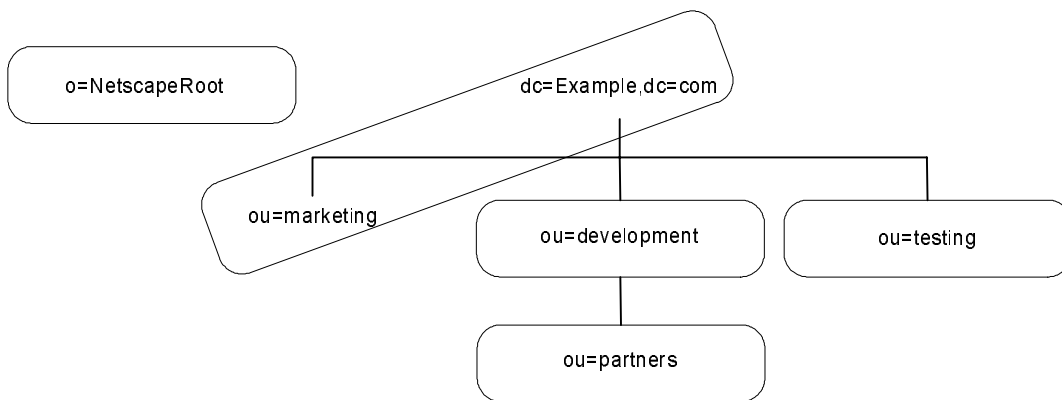 o=NetscapeRoot
dc=Example,dc=com
ou=marketing
ou=development
ou=testing
ou=partners